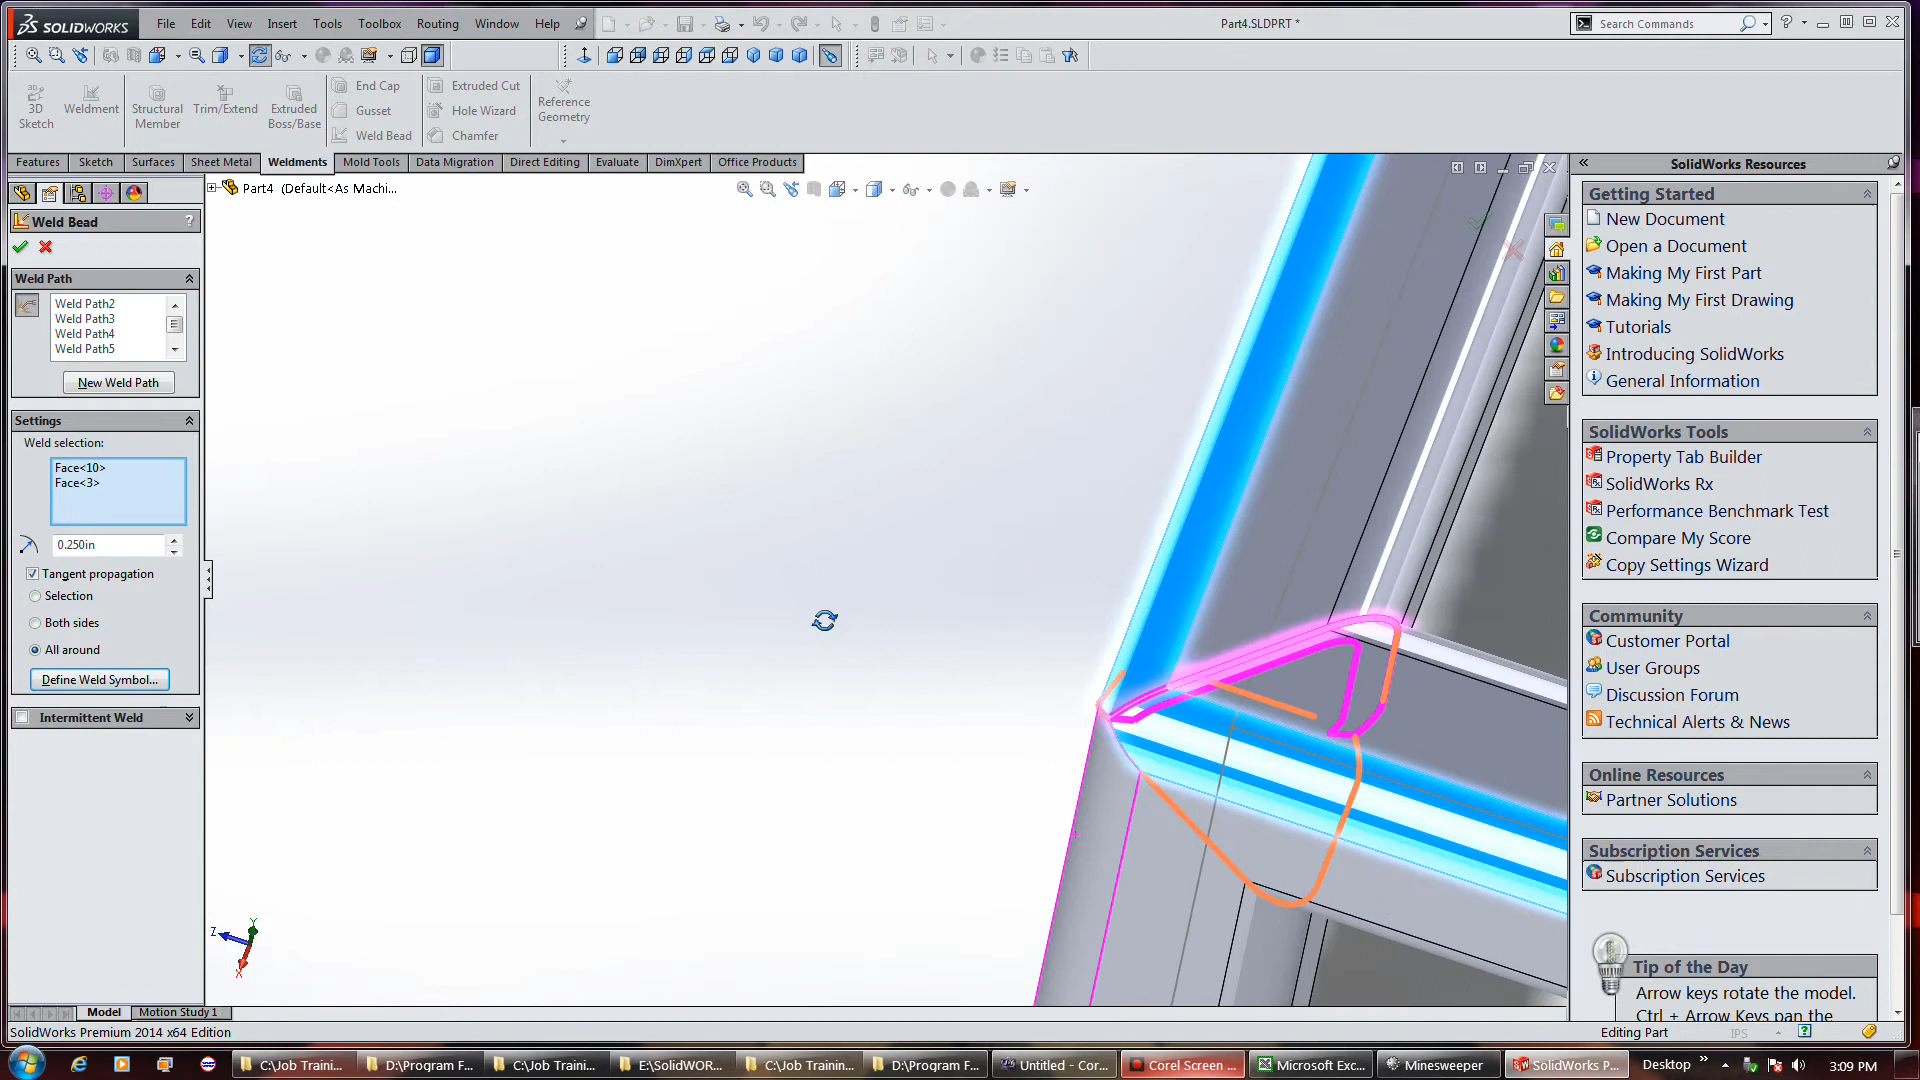 SOLIDWORKS File Edit View Insert Tools Toolbox Routing Window Help Part4.SLDPRT * Search Commands
3D Sketch
Weldment
Structural Member
Trim/Extend
Extruded Boss/Base
End Cap
Gusset
Weld Bead
Extruded Cut
Hole Wizard
Chamfer
Reference Geometry
Features Sketch Surfaces Sheet Metal Weldments Mold Tools Data Migration Direct Editing Evaluate DimXpert Office Products
Part4 (Default<As Machi...
Weld Bead ?
Weld Path
Weld Path2
Weld Path3
Weld Path4
Weld Path5
New Weld Path
Settings
Weld selection:
Face<10>
Face<3>
0.250in
Tangent propagation
Selection
Both sides
All around
Define Weld Symbol...
Intermittent Weld
Y
Z
X
SolidWorks Resources
Getting Started
New Document
Open a Document
Making My First Part
Making My First Drawing
Tutorials
Introducing SolidWorks
General Information
SolidWorks Tools
Property Tab Builder
SolidWorks Rx
Performance Benchmark Test
Compare My Score
Copy Settings Wizard
Community
Customer Portal
User Groups
Discussion Forum
Technical Alerts & News
Online Resources
Partner Solutions
Subscription Services
Subscription Services
Tip of the Day
Arrow keys rotate the model.
Ctrl + Arrow Keys pan the
Model Motion Study 1
SolidWorks Premium 2014 x64 Edition Editing Part IPS
C:\Job Traini... D:\Program F... C:\Job Traini... E:\SolidWOR... C:\Job Trainin... D:\Program F... Untitled - Cor... Corel Screen ... Microsoft Exc... Minesweeper SolidWorks P... Desktop » 3:09 PM